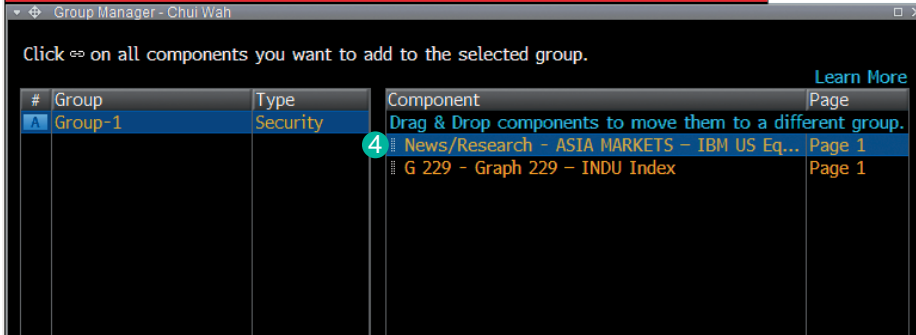 Group Manager - Chui Wah
Click on all components you want to add to the selected group.
Learn More
# Group Type Component Page
A Group-1 Security Drag & Drop components to move them to a different group.
4 News/Research - ASIA MARKETS – IBM US Eq... Page 1
G 229 - Graph 229 – INDU Index Page 1